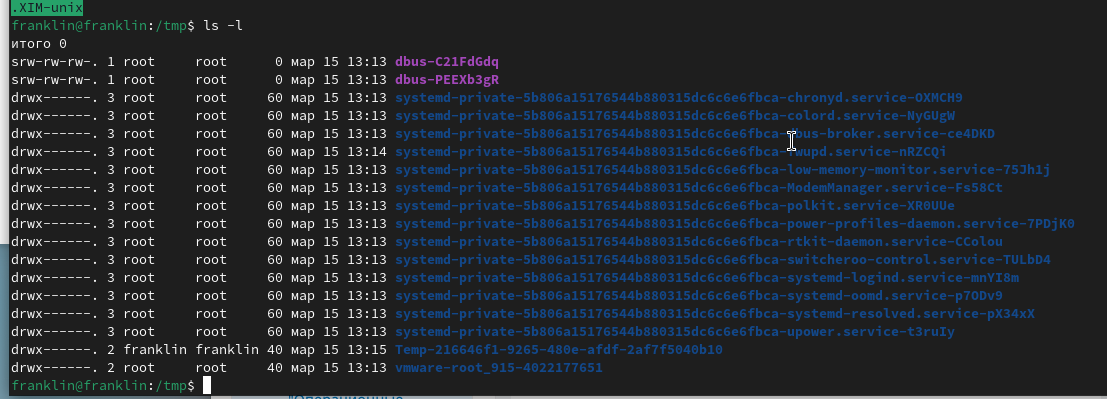 .XIM-unix
franklin@franklin:/tmp$ ls -l
итого 0
srw-rw-rw-. 1 root     root      0 мар 15 13:13 dbus-C21FdGdq
srw-rw-rw-. 1 root     root      0 мар 15 13:13 dbus-PEEXb3gR
drwx------. 3 root     root     60 мар 15 13:13 systemd-private-5b806a15176544b880315dc6c6e6fbca-chronyd.service-OXMCH9
drwx------. 3 root     root     60 мар 15 13:13 systemd-private-5b806a15176544b880315dc6c6e6fbca-colord.service-NyGUgW
drwx------. 3 root     root     60 мар 15 13:13 systemd-private-5b806a15176544b880315dc6c6e6fbca-dbus-broker.service-ce4DKD
drwx------. 3 root     root     60 мар 15 13:14 systemd-private-5b806a15176544b880315dc6c6e6fbca-fwupd.service-nRZCQi
drwx------. 3 root     root     60 мар 15 13:13 systemd-private-5b806a15176544b880315dc6c6e6fbca-low-memory-monitor.service-75Jh1j
drwx------. 3 root     root     60 мар 15 13:13 systemd-private-5b806a15176544b880315dc6c6e6fbca-ModemManager.service-Fs58Ct
drwx------. 3 root     root     60 мар 15 13:13 systemd-private-5b806a15176544b880315dc6c6e6fbca-polkit.service-XR0UUe
drwx------. 3 root     root     60 мар 15 13:13 systemd-private-5b806a15176544b880315dc6c6e6fbca-power-profiles-daemon.service-7PDjK0
drwx------. 3 root     root     60 мар 15 13:13 systemd-private-5b806a15176544b880315dc6c6e6fbca-rtkit-daemon.service-CColou
drwx------. 3 root     root     60 мар 15 13:13 systemd-private-5b806a15176544b880315dc6c6e6fbca-switcheroo-control.service-TULbD4
drwx------. 3 root     root     60 мар 15 13:13 systemd-private-5b806a15176544b880315dc6c6e6fbca-systemd-logind.service-mnYI8m
drwx------. 3 root     root     60 мар 15 13:13 systemd-private-5b806a15176544b880315dc6c6e6fbca-systemd-oomd.service-p7ODv9
drwx------. 3 root     root     60 мар 15 13:13 systemd-private-5b806a15176544b880315dc6c6e6fbca-systemd-resolved.service-pX34xX
drwx------. 3 root     root     60 мар 15 13:13 systemd-private-5b806a15176544b880315dc6c6e6fbca-upower.service-t3ruIy
drwx------. 2 franklin franklin 40 мар 15 13:15 Temp-216646f1-9265-480e-afdf-2af7f5040b10
drwx------. 2 root     root     40 мар 15 13:13 vmware-root_915-4022177651
franklin@franklin:/tmp$